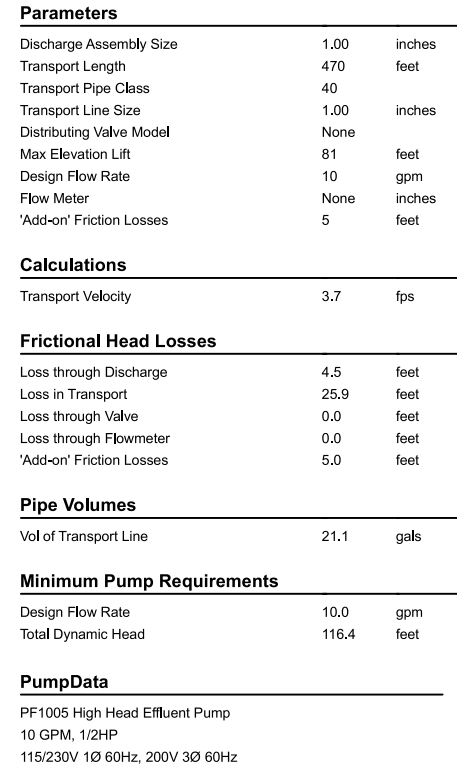 Parameters
Discharge Assembly Size 1.00 inches
Transport Length 470 feet
Transport Pipe Class 40
Transport Line Size 1.00 inches
Distributing Valve Model None
Max Elevation Lift 81 feet
Design Flow Rate 10 gpm
Flow Meter None inches
'Add-on' Friction Losses 5 feet
Calculations
Transport Velocity 3.7 fps
Frictional Head Losses
Loss through Discharge 4.5 feet
Loss in Transport 25.9 feet
Loss through Valve 0.0 feet
Loss through Flowmeter 0.0 feet
'Add-on' Friction Losses 5.0 feet
Pipe Volumes
Vol of Transport Line 21.1 gals
Minimum Pump Requirements
Design Flow Rate 10.0 gpm
Total Dynamic Head 116.4 feet
PumpData
PF1005 High Head Effluent Pump
10 GPM, 1/2HP
115/230V 1Ø 60Hz, 200V 3Ø 60Hz